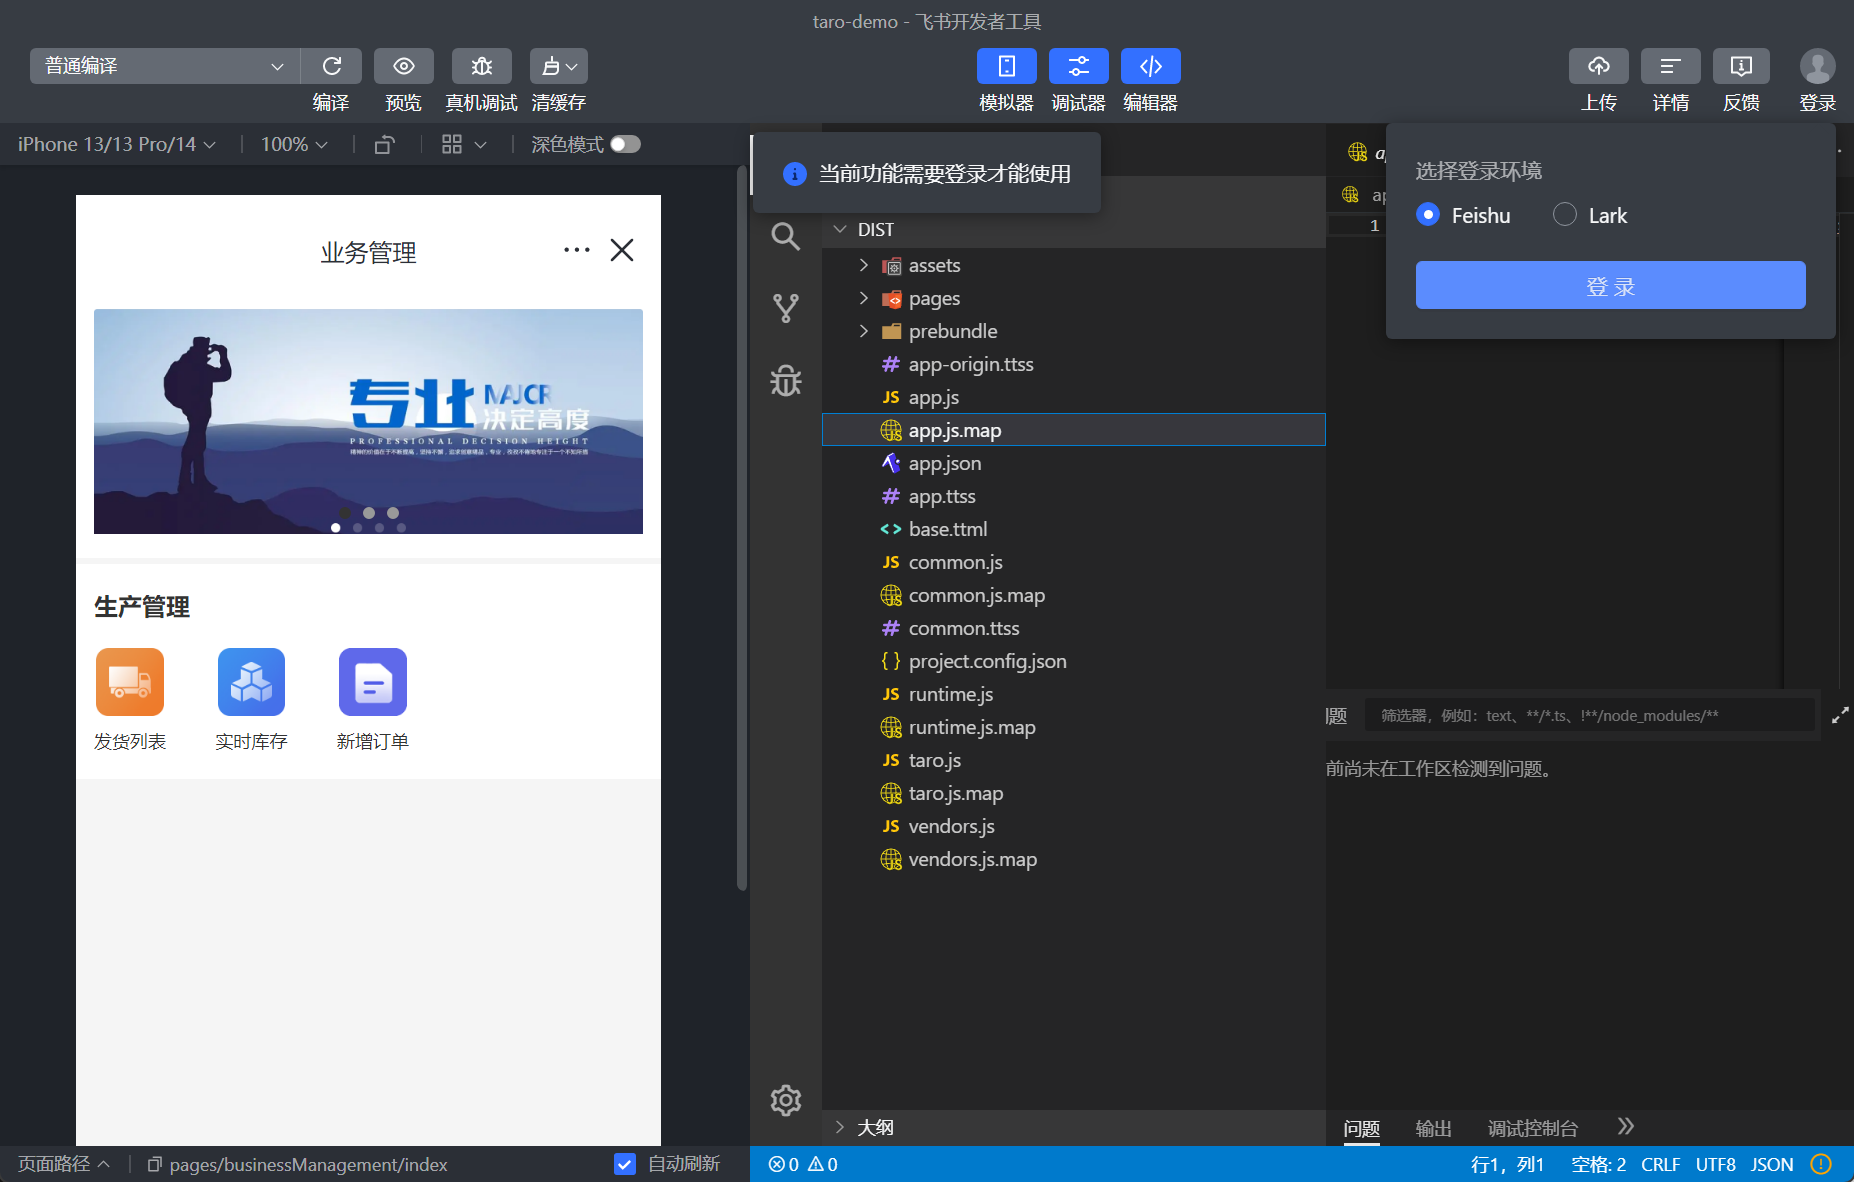 taro-demo - 飞书开发者工具
普通编译
编译
预览
真机调试
清缓存
模拟器
调试器
编辑器
上传
详情
反馈
登录
iPhone 13/13 Pro/14
100%
深色模式
当前功能需要登录才能使用
选择登录环境
Feishu
Lark
登 录
业务管理
专业
MAJCR
决定高度
PROFESSIONAL DECISION HEIGHT
生产管理
发货列表
实时库存
新增订单
DIST
assets
pages
prebundle
# app-origin.ttss
JS app.js
app.js.map
app.json
# app.ttss
<> base.ttml
JS common.js
common.js.map
# common.ttss
{} project.config.json
JS runtime.js
runtime.js.map
JS taro.js
taro.js.map
JS vendors.js
vendors.js.map
大纲
ap
1
题
筛选器，例如：text、**/*.ts、!**/node_modules/**
前尚未在工作区检测到问题。
问题
输出
调试控制台
页面路径
pages/businessManagement/index
自动刷新
0
0
行1，列1
空格: 2
CRLF
UTF8
JSON